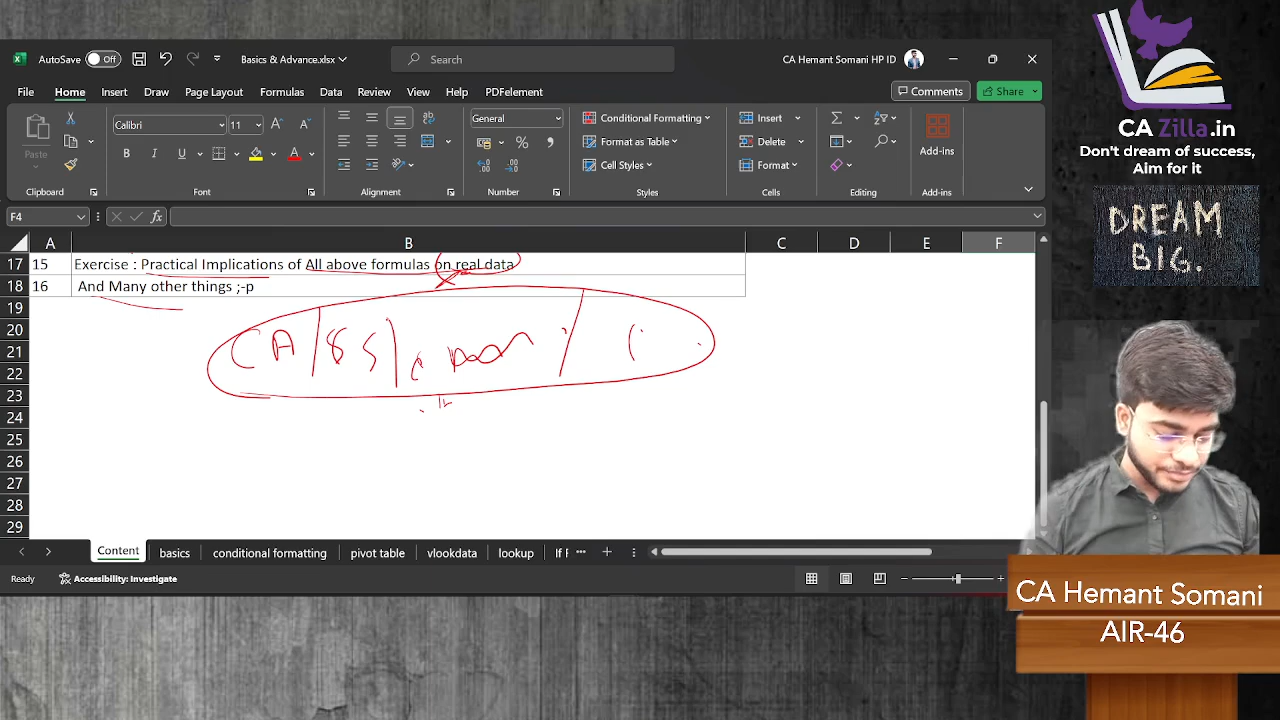 AutoSave Off Basics & Advance.xlsx Search CA Hemant Somani HP ID
File Home Insert Draw Page Layout Formulas Data Review View Help PDFelement Comments Share
Paste Calibri 11 General Conditional Formatting Insert
B I U A Format as Table Delete
Cell Styles Format Add-ins
Clipboard Font Alignment Number Styles Cells Editing Add-ins
F4 fx
A B C D E F
17 15 Exercise : Practical Implications of All above formulas on real data
18 16 And Many other things ;-p
19
20
21 CA
22
23
24
25
26
27
28
29
Content basics conditional formatting pivot table vlookdata lookup
Ready Accessibility: Investigate
CA Zilla.in
Don't dream of success,
Aim for it
DREAM
BIG.
CA Hemant Somani
AIR-46